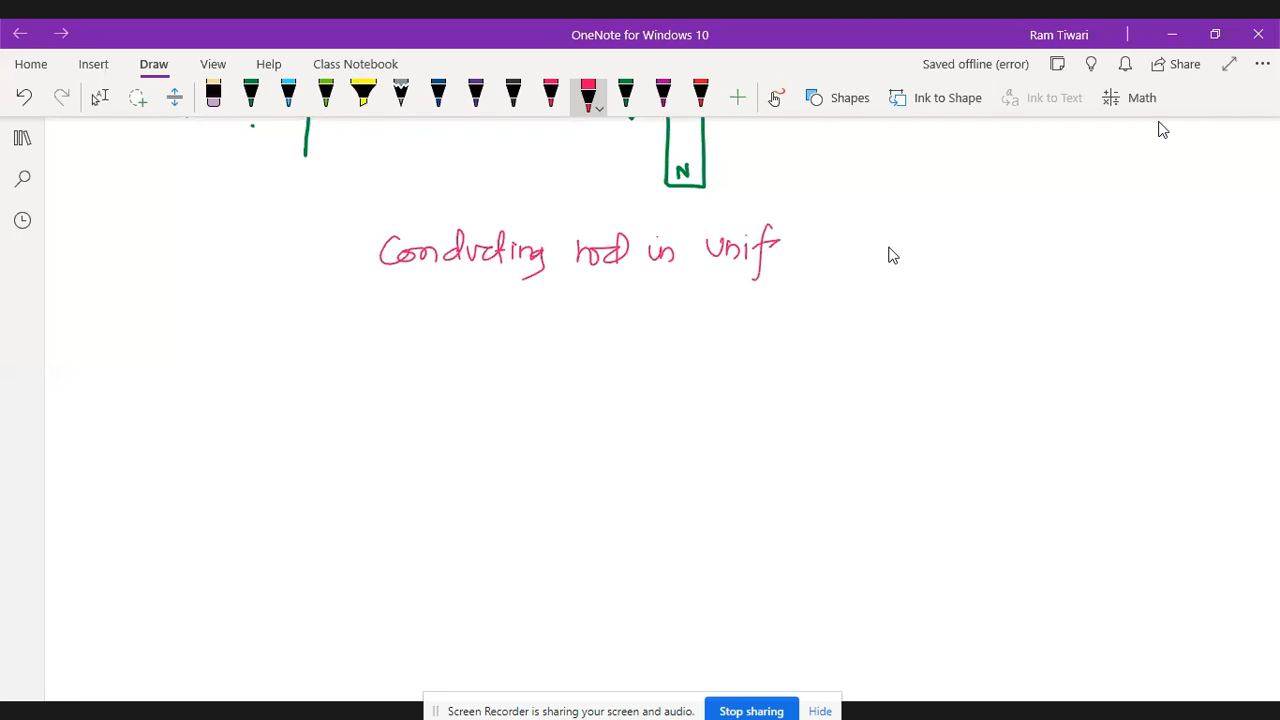 OneNote for Windows 10
Ram Tiwari
Home Insert Draw View Help Class Notebook
Saved offline (error)
Share
Shapes
Ink to Shape
Ink to Text
Math
N
Conducting rod in unif
Screen Recorder is sharing your screen and audio.
Stop sharing
Hide